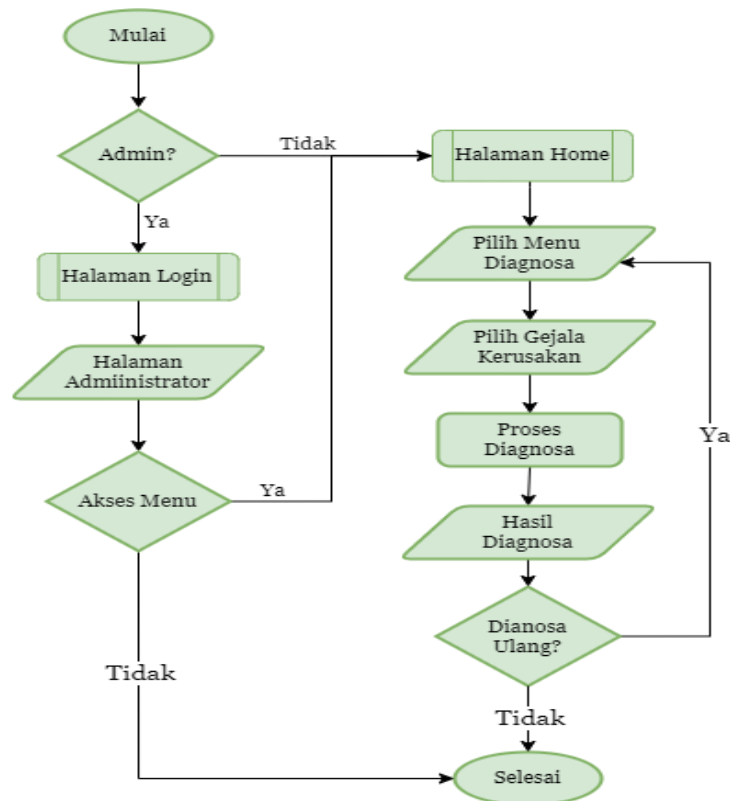 Mulai
Admin?
Tidak
Halaman Home
Ya
Pilih Menu
Diagnosa
Halaman Login
Pilih Gejala
Kerusakan
Halaman
Admiinistrator
Proses
Diagnosa
Ya
Akses Menu
Ya
Hasil
Diagnosa
Dianosa
Ulang?
Tidak
Tidak
Selesai